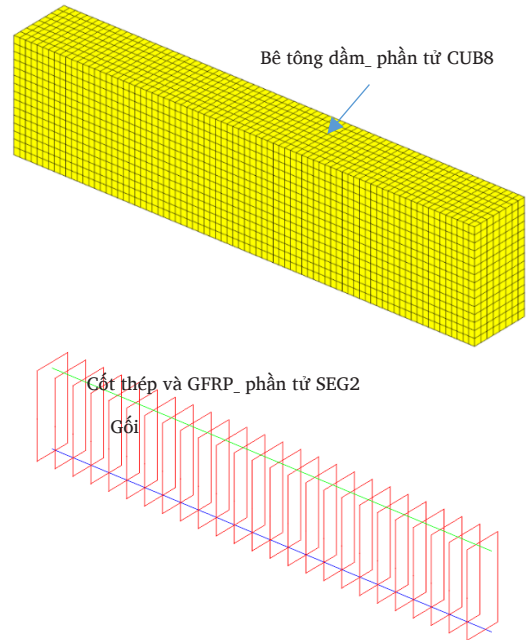 Bê tông dầm_ phần tử CUB8
Cốt thép và GFRP_ phần tử SEG2
Gối